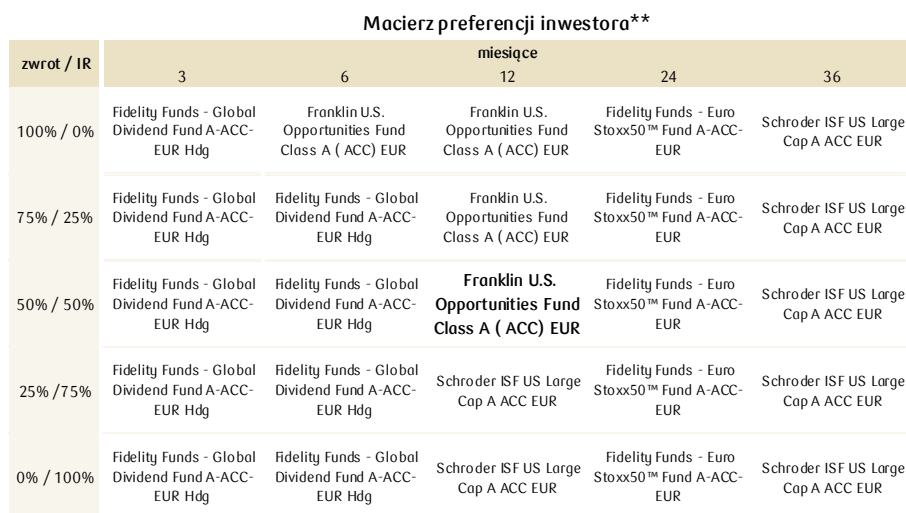 Macierz preferencji inwestora**
zwrot / IR
miesiące
3 6 12 24 36
100% / 0%
Fidelity Funds - Global
Dividend Fund A-ACC-
EUR Hdg
Franklin U.S.
Opportunities Fund
Class A ( ACC) EUR
Franklin U.S.
Opportunities Fund
Class A ( ACC) EUR
Fidelity Funds - Euro
Stoxx50™ Fund A-ACC-
EUR
Schroder ISF US Large
Cap A ACC EUR
75% / 25%
Fidelity Funds - Global
Dividend Fund A-ACC-
EUR Hdg
Fidelity Funds - Global
Dividend Fund A-ACC-
EUR Hdg
Franklin U.S.
Opportunities Fund
Class A ( ACC) EUR
Fidelity Funds - Euro
Stoxx50™ Fund A-ACC-
EUR
Schroder ISF US Large
Cap A ACC EUR
50% / 50%
Fidelity Funds - Global
Dividend Fund A-ACC-
EUR Hdg
Fidelity Funds - Global
Dividend Fund A-ACC-
EUR Hdg
Franklin U.S.
Opportunities Fund
Class A ( ACC) EUR
Fidelity Funds - Euro
Stoxx50™ Fund A-ACC-
EUR
Schroder ISF US Large
Cap A ACC EUR
25% /75%
Fidelity Funds - Global
Dividend Fund A-ACC-
EUR Hdg
Fidelity Funds - Global
Dividend Fund A-ACC-
EUR Hdg
Schroder ISF US Large
Cap A ACC EUR
Fidelity Funds - Euro
Stoxx50™ Fund A-ACC-
EUR
Schroder ISF US Large
Cap A ACC EUR
0% / 100%
Fidelity Funds - Global
Dividend Fund A-ACC-
EUR Hdg
Fidelity Funds - Global
Dividend Fund A-ACC-
EUR Hdg
Schroder ISF US Large
Cap A ACC EUR
Fidelity Funds - Euro
Stoxx50™ Fund A-ACC-
EUR
Schroder ISF US Large
Cap A ACC EUR